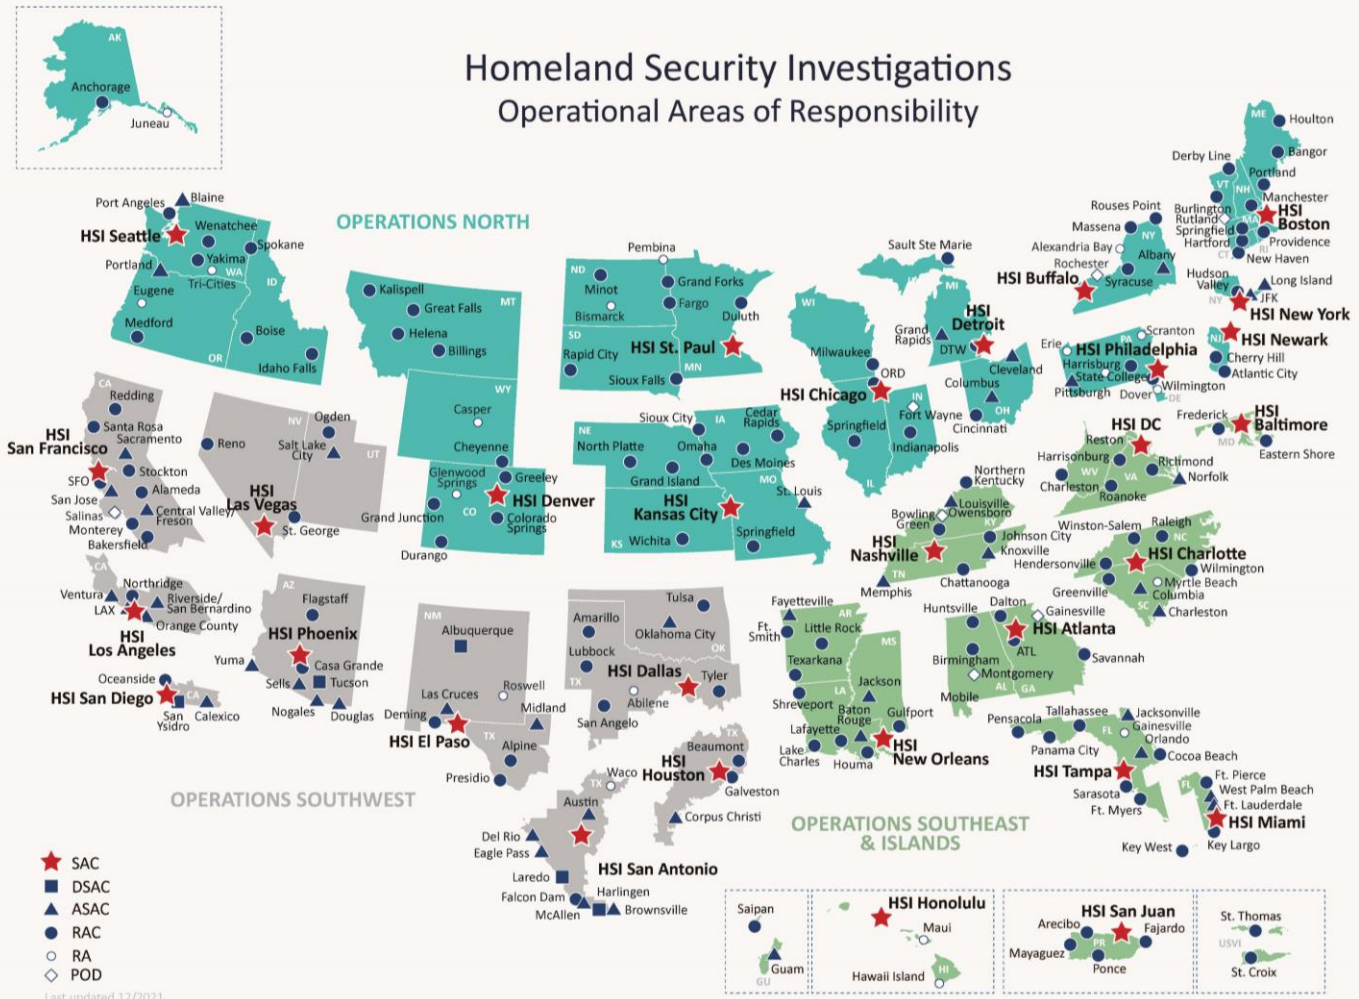 Homeland Security Investigations
Operational Areas of Responsibility
AK
Anchorage
Juneau
OPERATIONS NORTH
Port Angeles
Blaine
HSI Seattle
Wenatchee
Spokane
Yakima
WA
Tri-Cities
Portland
ID
Eugene
Medford
Boise
OR
Idaho Falls
Kalispell
MT
Great Falls
Helena
Billings
WY
Casper
Cheyenne
Glenwood
Springs
Greeley
HSI Denver
CO
Grand Junction
Colorado
Springs
Durango
Pembina
ND
Minot
Grand Forks
Bismarck
Fargo
Duluth
SD
HSI St. Paul
Rapid City
MN
Sioux Falls
Sioux City
IA
Cedar
Rapids
NE
North Platte
Omaha
Des Moines
Grand Island
MO
HSI
Kansas City
St. Louis
KS
Wichita
Springfield
Sault Ste Marie
WI
MI
HSI
Detroit
Grand
Rapids
DTW
Milwaukee
ORD
Cleveland
Columbus
HSI Chicago
IN
Fort Wayne
OH
Springfield
Indianapolis
Cincinnati
IL
Rouses Point
Massena
NY
Alexandria Bay
Rochester
Albany
HSI Buffalo
Syracuse
ME
Houlton
Derby Line
Bangor
Portland
VT
NH
Manchester
Burlington
Rutland
MA
HSI
Boston
Springfield
Hartford
RI
Providence
CT
New Haven
Hudson
Valley
Long Island
JFK
NY
HSI New York
NJ
HSI Newark
Cherry Hill
Atlantic City
Scranton
Erie
PA
HSI Philadelphia
Harrisburg
State College
Pittsburgh
Wilmington
Dover
DE
Frederick
HSI
Baltimore
MD
Eastern Shore
HSI DC
Reston
Harrisonburg
Richmond
WV
VA
Charleston
Roanoke
Norfolk
CA
Redding
Santa Rosa
HSI
San Francisco
Sacramento
SFO
Stockton
San Jose
Alameda
Salinas
Central Valley/
Freson
Monterey
Bakersfield
NV
Ogden
Reno
Salt Lake
City
UT
HSI
Las Vegas
St. George
CA
Northridge
Ventura
Riverside/
San Bernardino
LAX
Orange County
HSI
Los Angeles
AZ
Flagstaff
HSI Phoenix
Yuma
Casa Grande
Sells
Tucson
Nogales
Douglas
Oceanside
HSI San Diego
CA
San
Ysidro
Calexico
NM
Albuquerque
Las Cruces
Roswell
Deming
Midland
HSI El Paso
TX
Alpine
Presidio
Tulsa
Amarillo
Oklahoma City
OK
Lubbock
HSI Dallas
TX
Tyler
Abilene
San Angelo
TX
Beaumont
HSI
Houston
Galveston
Corpus Christi
Waco
TX
Austin
Del Rio
Eagle Pass
HSI San Antonio
Laredo
Falcon Dam
Harlingen
McAllen
Brownsville
OPERATIONS SOUTHWEST
Northern
Kentucky
Louisville
Bowling
Green
Owensboro
KY
HSI
Nashville
Johnson City
Knoxville
TN
Chattanooga
Memphis
Winston-Salem
Raleigh
NC
HSI Charlotte
Hendersonville
Wilmington
Myrtle Beach
Greenville
Columbia
SC
Charleston
Fayetteville
AR
Ft.
Smith
Little Rock
MS
Texarkana
LA
Jackson
Shreveport
Baton
Rouge
Gulfport
Lafayette
Lake
Charles
Houma
HSI
New Orleans
Huntsville
Dalton
Gainesville
HSI Atlanta
ATL
Birmingham
Savannah
Montgomery
AL
GA
Mobile
Tallahassee
Jacksonville
Pensacola
FL
Gainesville
Orlando
Panama City
Cocoa Beach
HSI Tampa
Sarasota
Ft. Myers
FL
Ft. Pierce
West Palm Beach
Ft. Lauderdale
HSI Miami
Key West
Key Largo
OPERATIONS SOUTHEAST
& ISLANDS
SAC
DSAC
ASAC
RAC
RA
POD
Last updated 12/2021
Saipan
Guam
GU
HSI Honolulu
Maui
Hawaii Island
HI
HSI San Juan
Arecibo
Fajardo
PR
Mayaguez
Ponce
St. Thomas
USVI
St. Croix